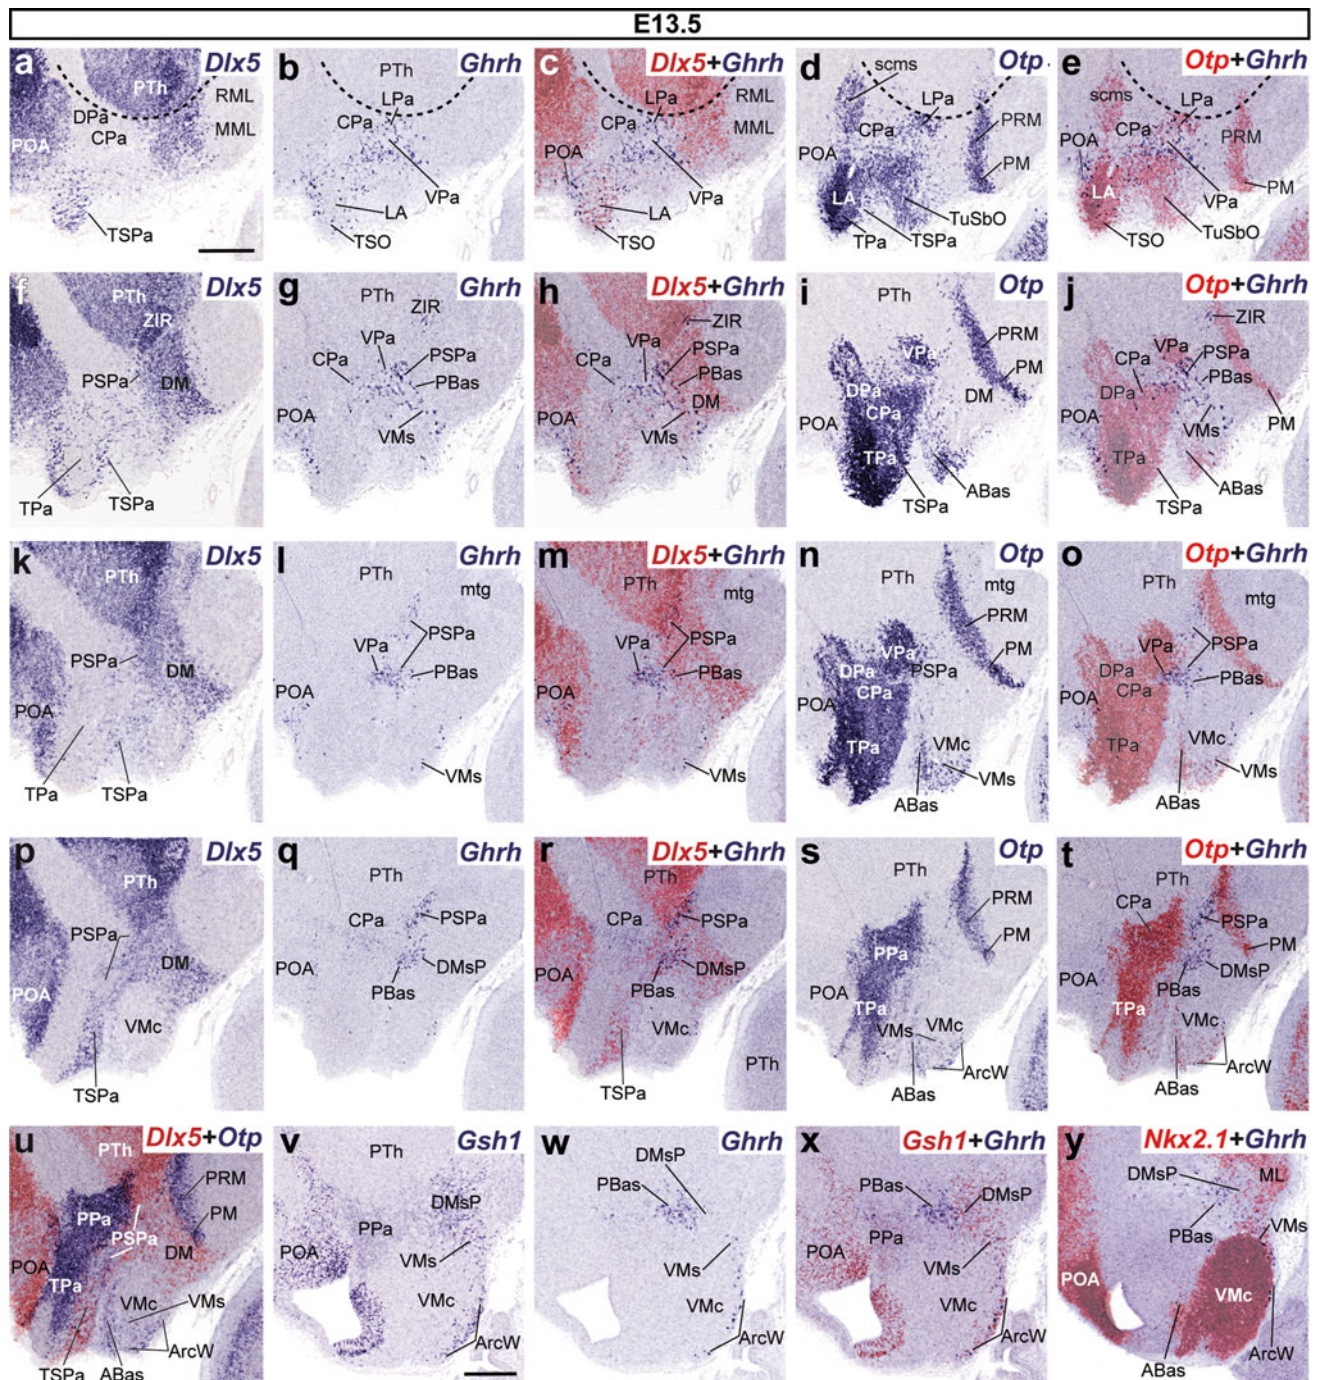 E13.5
a Dlx5
PTh
RML
DPa
CPa
MML
POA
TSPa
b Ghrh
PTh
LPa
CPa
VPa
LA
TSO
c Dlx5+Ghrh
LPa
RML
CPa
MML
POA
VPa
LA
TSO
d Otp
scms
LPa
PRM
CPa
POA
PM
LA
TuSbO
TPa
TSPa
e Otp+Ghrh
scms
LPa
CPa
PRM
POA
LA
PM
VPa
TSO
TuSbO
f Dlx5
PTh
ZIR
PSPa
DM
TPa
TSPa
g Ghrh
PTh
ZIR
VPa
CPa
PSPa
PBas
POA
VMs
h Dlx5+Ghrh
ZIR
VPa
PSPa
CPa
PBas
DM
POA
VMs
i Otp
PTh
VPa
PM
DPa
DM
CPa
POA
TPa
TSPa
ABas
j Otp+Ghrh
ZIR
CPa
VPa
PSPa
PBas
DPa
POA
VMs
PM
TPa
TSPa
ABas
k Dlx5
PTh
PSPa
DM
POA
TPa
TSPa
l Ghrh
PTh
mtg
PSPa
VPa
PBas
POA
VMs
m Dlx5+Ghrh
PTh
mtg
VPa
PSPa
PBas
POA
VMs
n Otp
PTh
mtg
PRM
VPa
PM
DPa
PSPa
CPa
POA
TPa
VMc
VMs
ABas
o Otp+Ghrh
PTh
mtg
VPa
PSPa
DPa
PBas
CPa
POA
TPa
VMc
VMs
ABas
p Dlx5
PTh
PSPa
DM
POA
VMc
TSPa
q Ghrh
PTh
CPa
PSPa
POA
DMsP
PBas
r Dlx5+Ghrh
PTh
CPa
PSPa
POA
DMsP
PBas
VMc
PTh
TSPa
s Otp
PTh
PRM
PM
PPa
POA
TPa
VMs
VMc
ArcW
ABas
t Otp+Ghrh
PTh
CPa
PSPa
PM
POA
DMsP
PBas
TPa
VMc
ArcW
ABas
u Dlx5+Otp
PTh
PRM
PPa
PM
PSPa
DM
POA
TPa
VMc
VMs
ArcW
TSPa
ABas
v Gsh1
PTh
DMsP
PPa
POA
VMs
VMc
ArcW
w Ghrh
DMsP
PBas
VMs
VMc
ArcW
x Gsh1+Ghrh
PBas
DMsP
PPa
POA
VMs
VMc
ArcW
y Nkx2.1+Ghrh
DMsP
ML
PBas
VMs
POA
VMc
ABas
ArcW